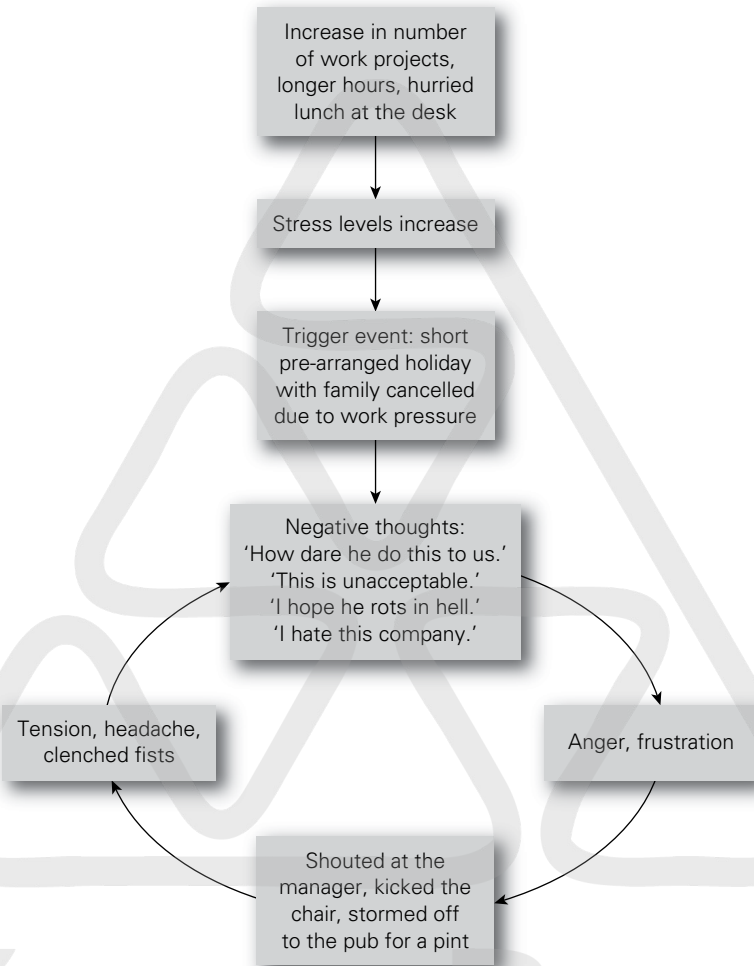 Increase in number
of work projects,
longer hours, hurried
lunch at the desk
Stress levels increase
Trigger event: short
pre-arranged holiday
with family cancelled
due to work pressure
Negative thoughts:
‘How dare he do this to us.’
‘This is unacceptable.’
‘I hope he rots in hell.’
‘I hate this company.’
Anger, frustration
Shouted at the
manager, kicked the
chair, stormed off
to the pub for a pint
Tension, headache,
clenched fists